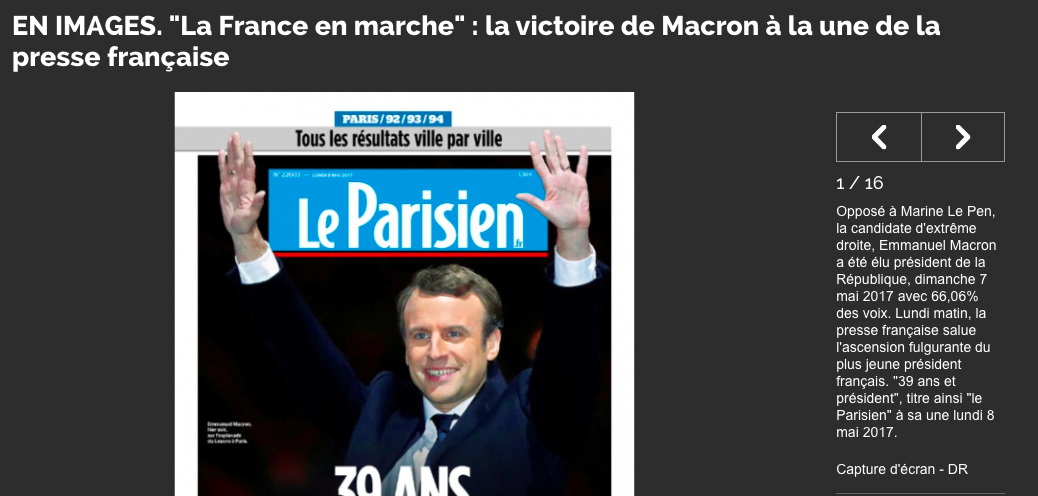 EN IMAGES. "La France en marche" : la victoire de Macron à la une de la
presse française
PARIS/92/93/94
Tous les résultats ville par ville
N° 22603 — LUNDI 8 MAI 2017
Le Parisien
.fr
Emmanuel Macron,
hier soir,
sur l'esplanade
du Louvre à Paris.
39 ANS
1 / 16
Opposé à Marine Le Pen,
la candidate d'extrême
droite, Emmanuel Macron
a été élu président de la
République, dimanche 7
mai 2017 avec 66,06%
des voix. Lundi matin, la
presse française salue
l'ascension fulgurante du
plus jeune président
français. "39 ans et
président", titre ainsi "le
Parisien" à sa une lundi 8
mai 2017.
Capture d'écran - DR